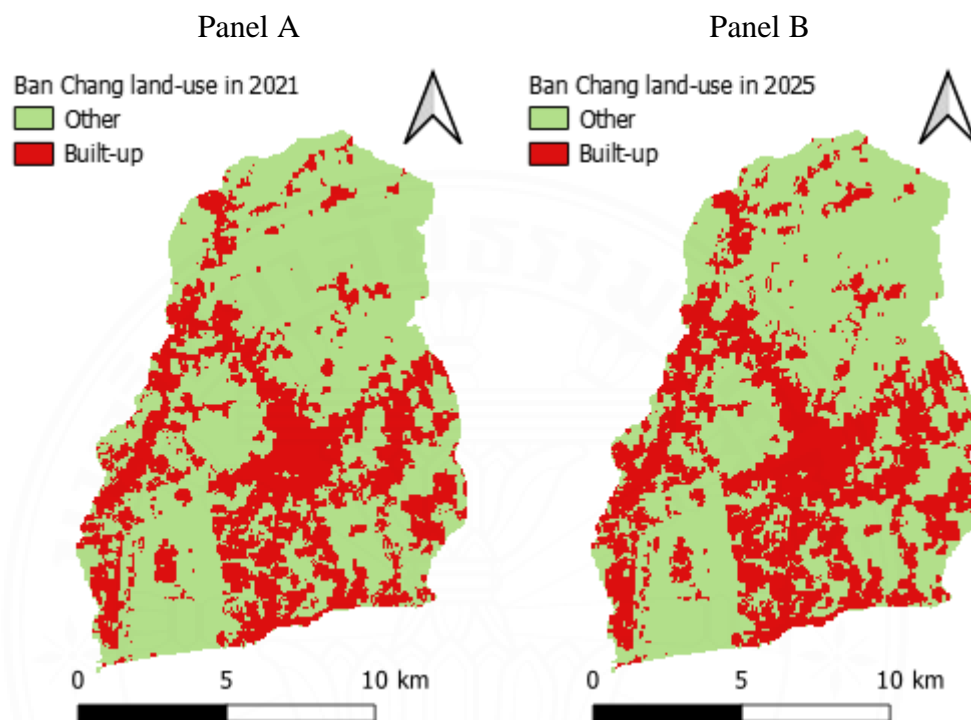 Panel A
Panel B
Ban Chang land-use in 2021
Other
Built-up
0 5 10 km
Ban Chang land-use in 2025
Other
Built-up
0 5 10 km